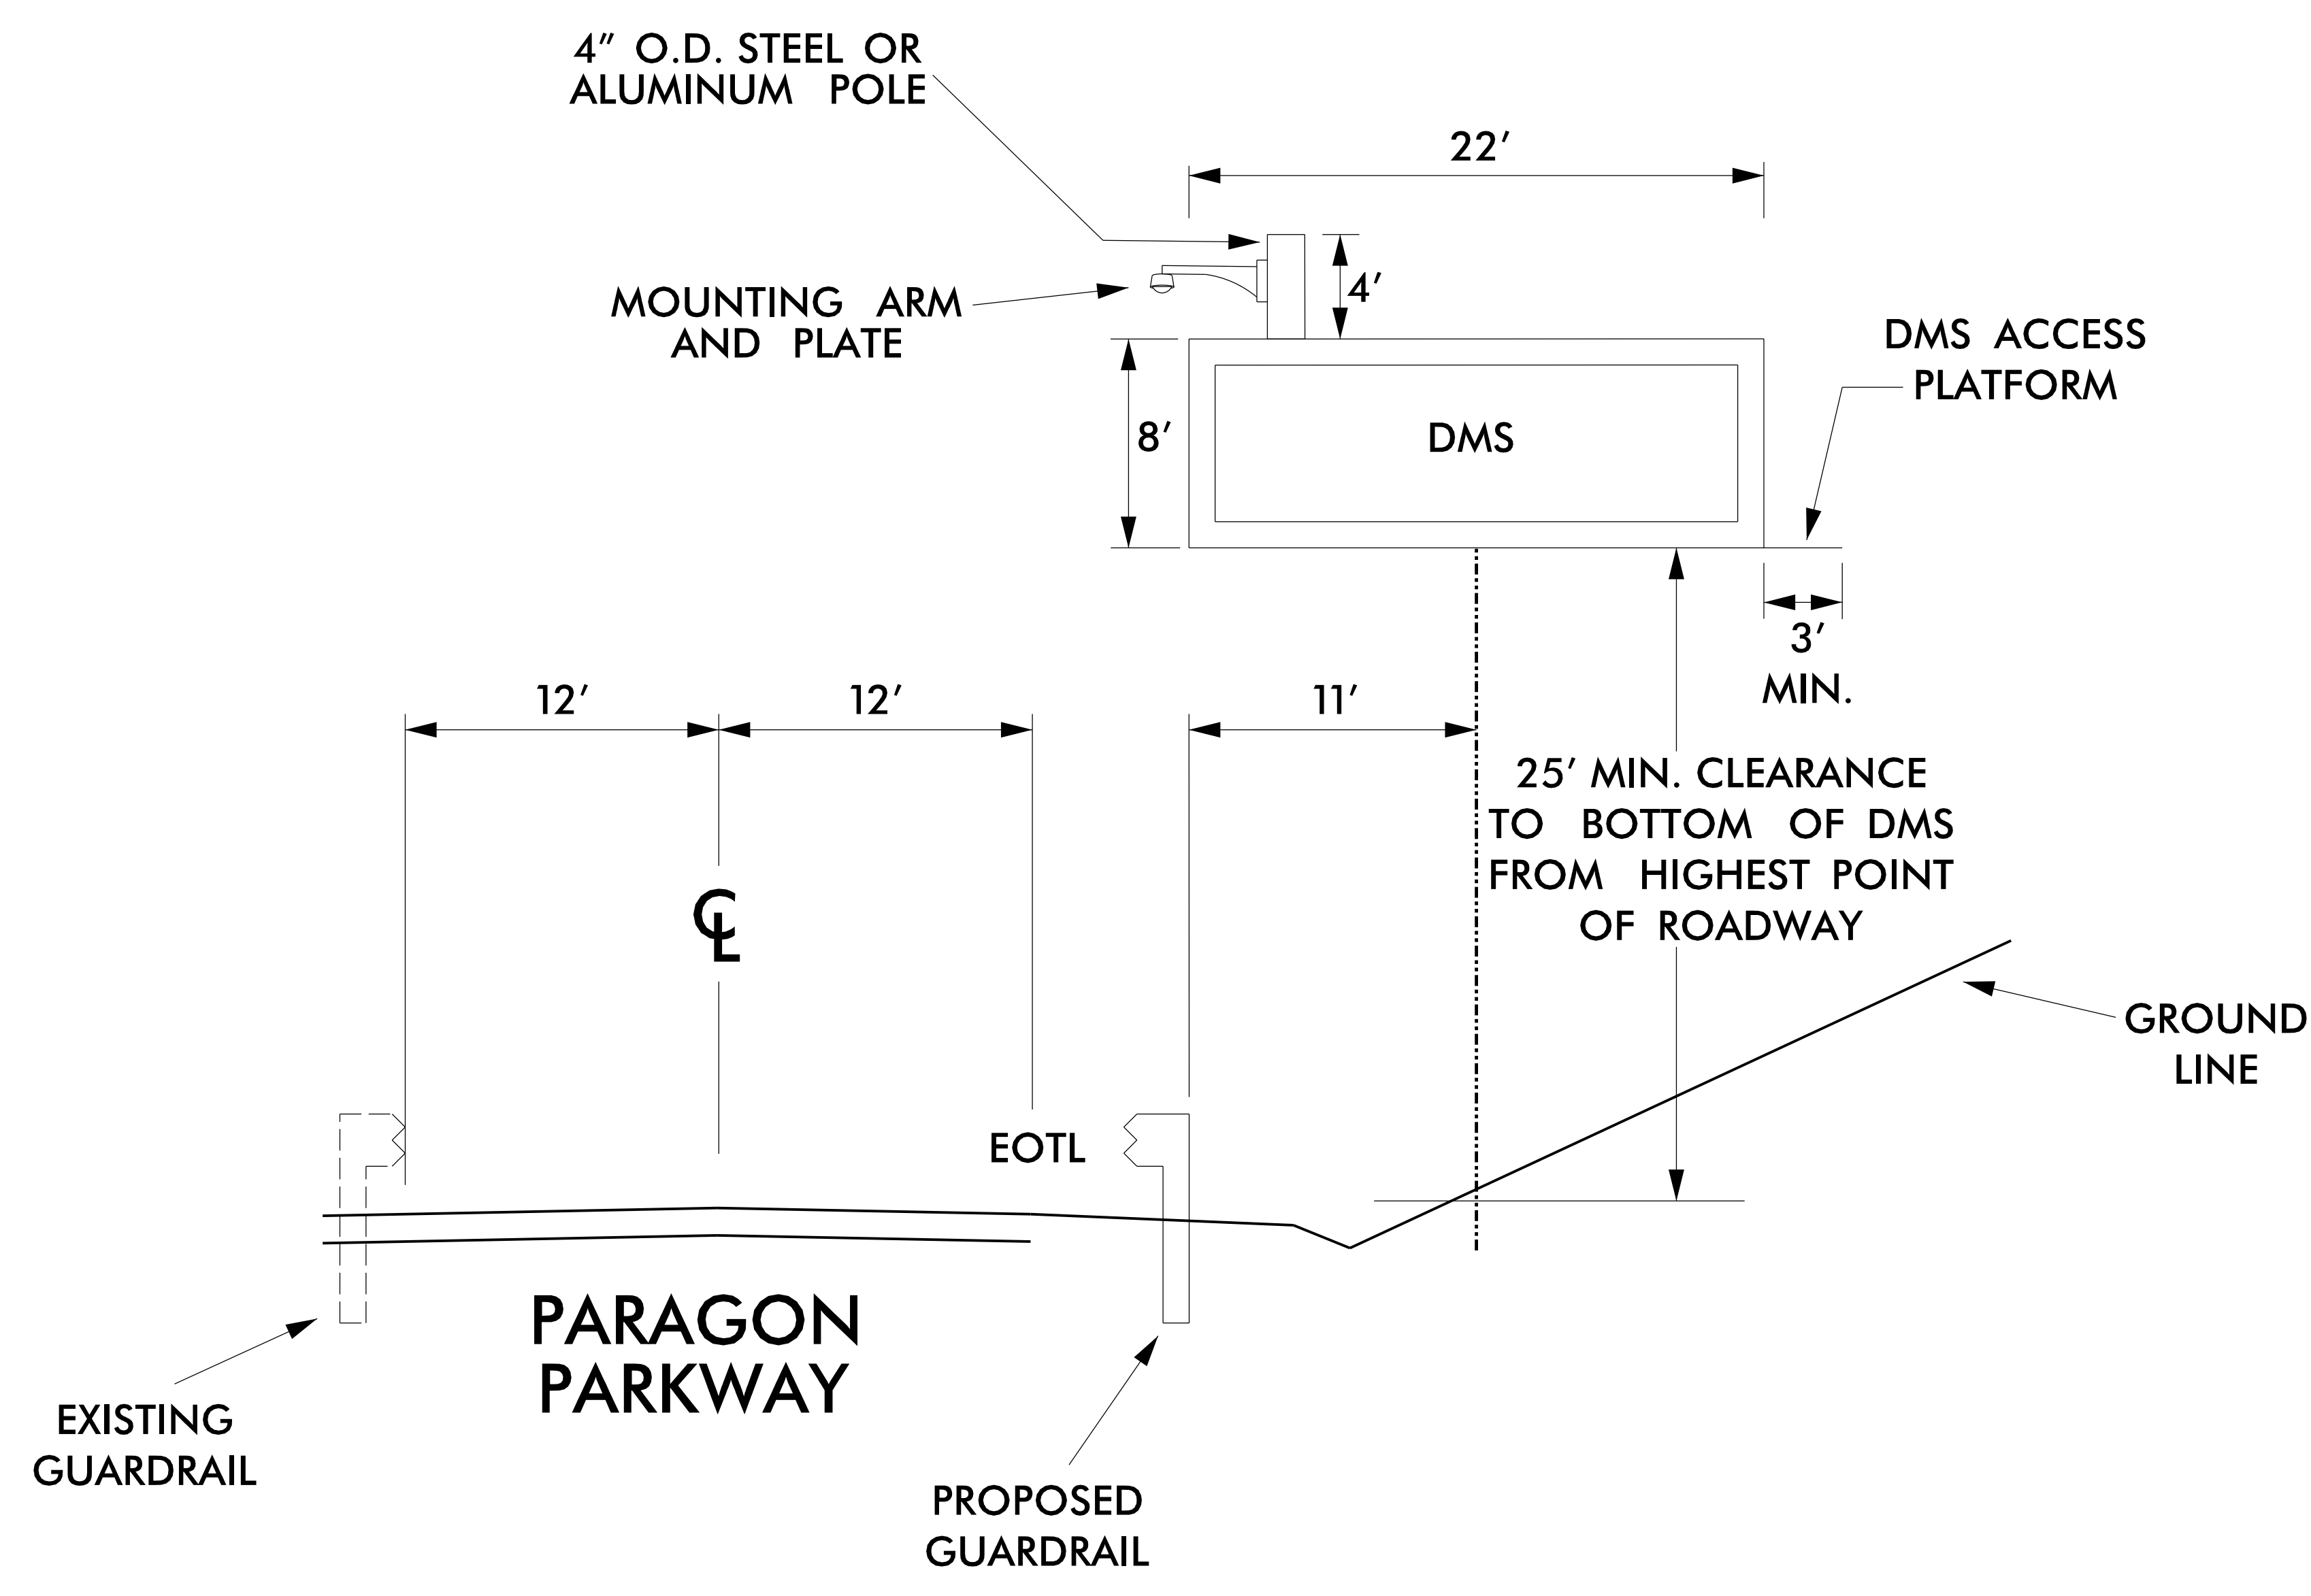 4" O.D. STEEL OR
ALUMINUM POLE
22'
MOUNTING ARM
AND PLATE
4'
DMS ACCESS
PLATFORM
8'
DMS
3'
MIN.
12'
12'
11'
25' MIN. CLEARANCE
TO BOTTOM OF DMS
FROM HIGHEST POINT
OF ROADWAY
CL
GROUND
LINE
EOTL
PARAGON
PARKWAY
EXISTING
GUARDRAIL
PROPOSED
GUARDRAIL